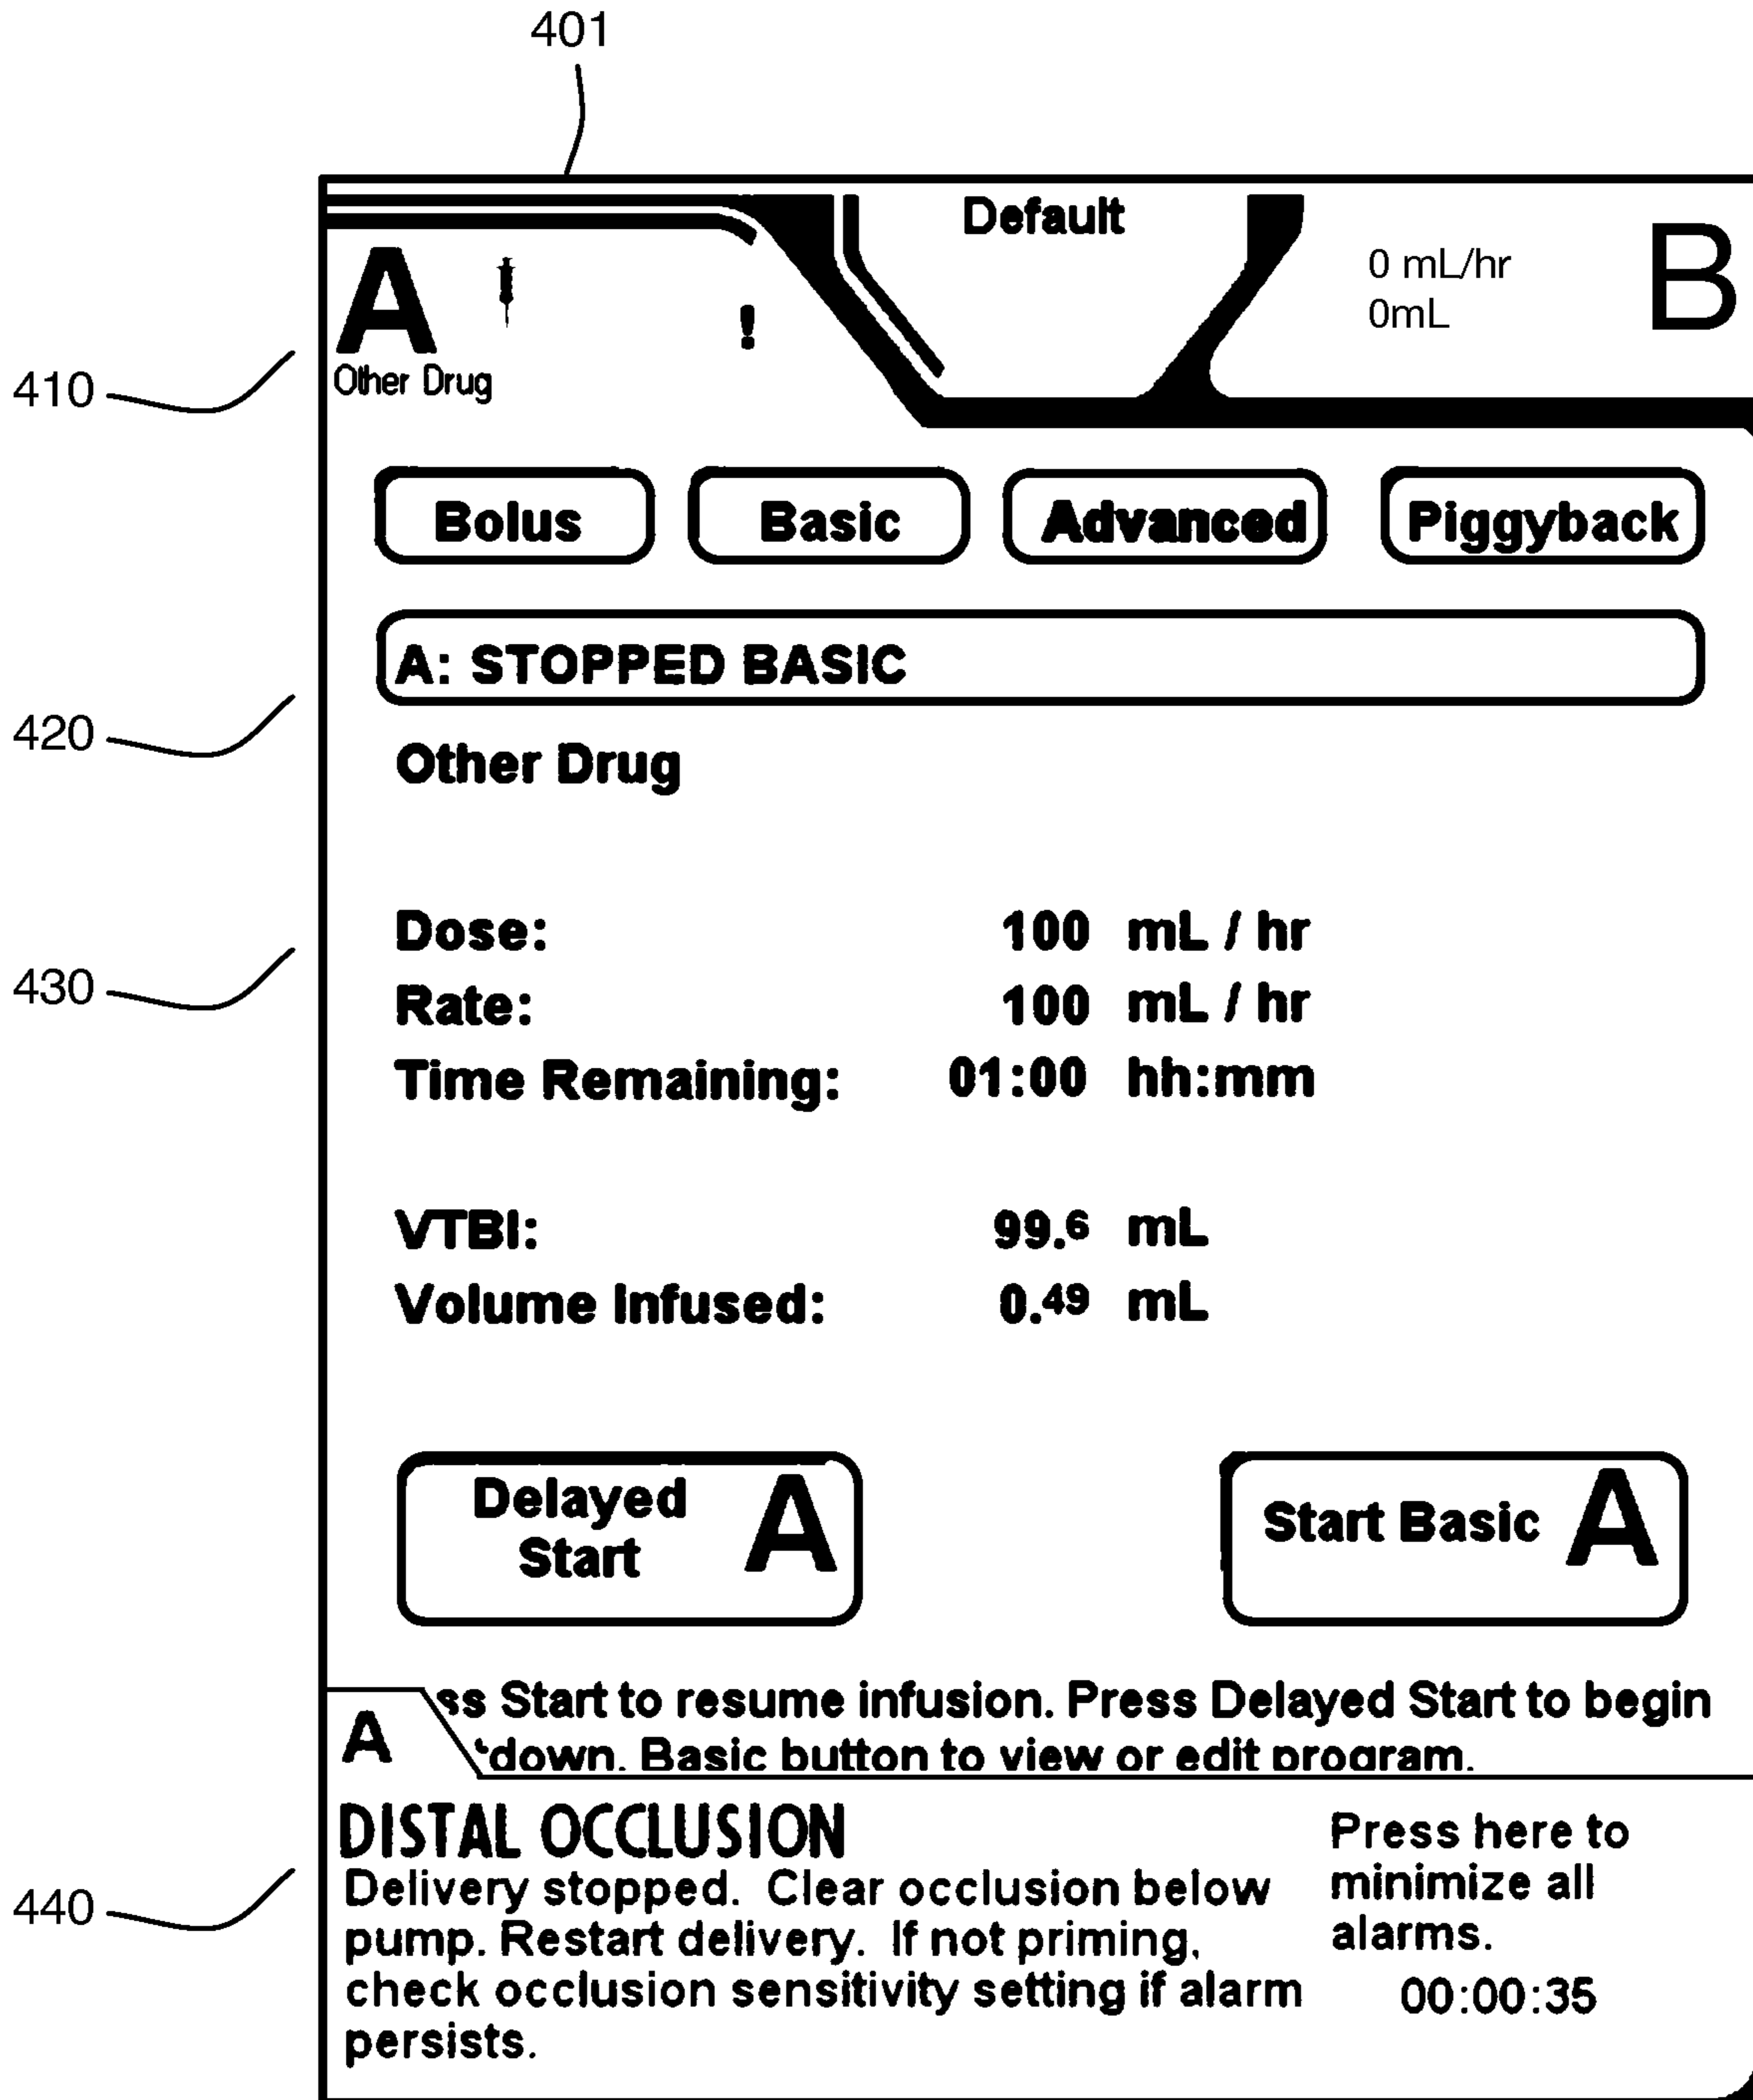 401
Default
A
!
0 mL/hr
0mL
B
410
Other Drug
Bolus Basic Advanced Piggyback
A: STOPPED BASIC
420
Other Drug
Dose: 100 mL / hr
430
Rate: 100 mL / hr
Time Remaining: 01:00 hh:mm
VTBI: 99.6 mL
Volume Infused: 0.49 mL
Delayed
Start
A
Start Basic A
A
ss Start to resume infusion. Press Delayed Start to begin
down. Basic button to view or edit program.
DISTAL OCCLUSION
Delivery stopped. Clear occlusion below
pump. Restart delivery. If not priming,
check occlusion sensitivity setting if alarm
persists.
Press here to
minimize all
alarms.
00:00:35
440